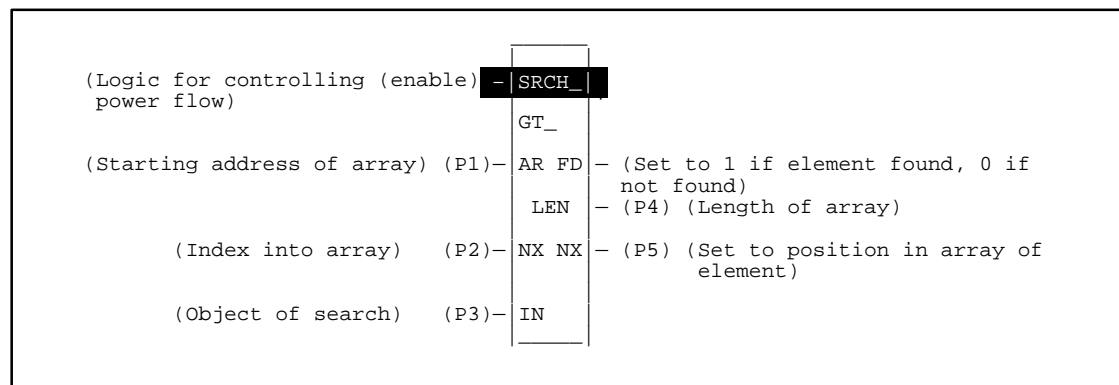 (Logic for controlling (enable) –|SRCH_|
power flow)
GT_
(Starting address of array) (P1)–|AR FD|– (Set to 1 if element found, 0 if
not found)
LEN |– (P4) (Length of array)
(Index into array) (P2)–|NX NX|– (P5) (Set to position in array of
element)
(Object of search) (P3)–|IN